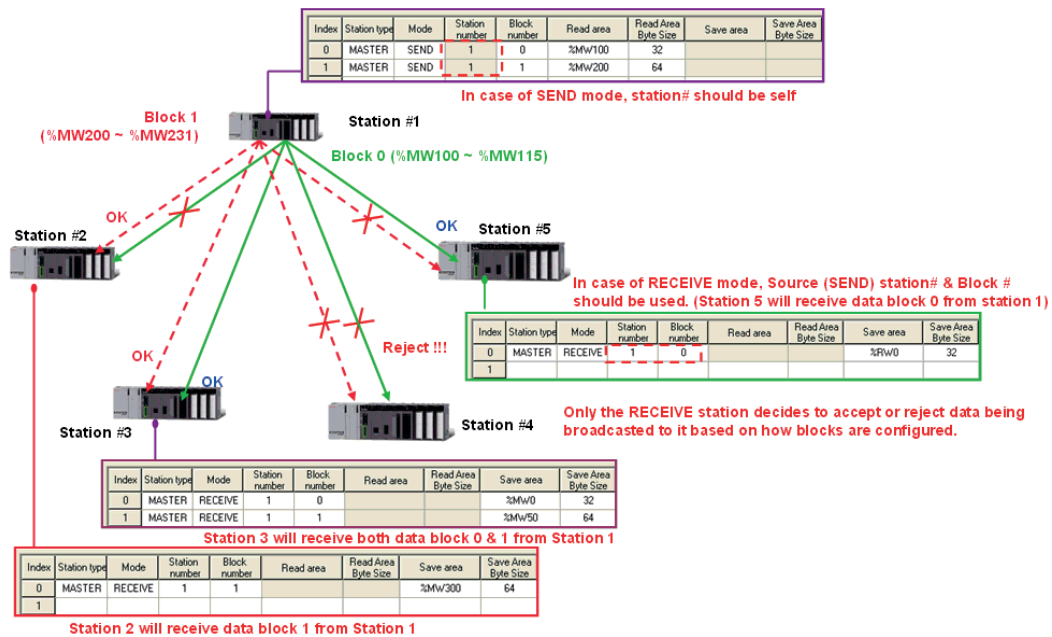 Index Station type Mode Station number Block number Read area Read Area Byte Size Save area Save Area Byte Size
0 MASTER SEND 1 0 %MW100 32
1 MASTER SEND 1 1 %MW200 64
In case of SEND mode, station# should be self
Block 1
(%MW200 ~ %MW231)
Station #1
Block 0 (%MW100 ~ %MW115)
OK
Station #2
OK
Station #5
In case of RECEIVE mode, Source (SEND) station# & Block #
should be used. (Station 5 will receive data block 0 from station 1)
Index Station type Mode Station number Block number Read area Read Area Byte Size Save area Save Area Byte Size
0 MASTER RECEIVE 1 0 %RW0 32
1
Reject !!!
OK
OK
Station #3
Station #4
Only the RECEIVE station decides to accept or reject data being
broadcasted to it based on how blocks are configured.
Index Station type Mode Station number Block number Read area Read Area Byte Size Save area Save Area Byte Size
0 MASTER RECEIVE 1 0 %MW0 32
1 MASTER RECEIVE 1 1 %MW50 64
Station 3 will receive both data block 0 & 1 from Station 1
Index Station type Mode Station number Block number Read area Read Area Byte Size Save area Save Area Byte Size
0 MASTER RECEIVE 1 1 %MW300 64
1
Station 2 will receive data block 1 from Station 1